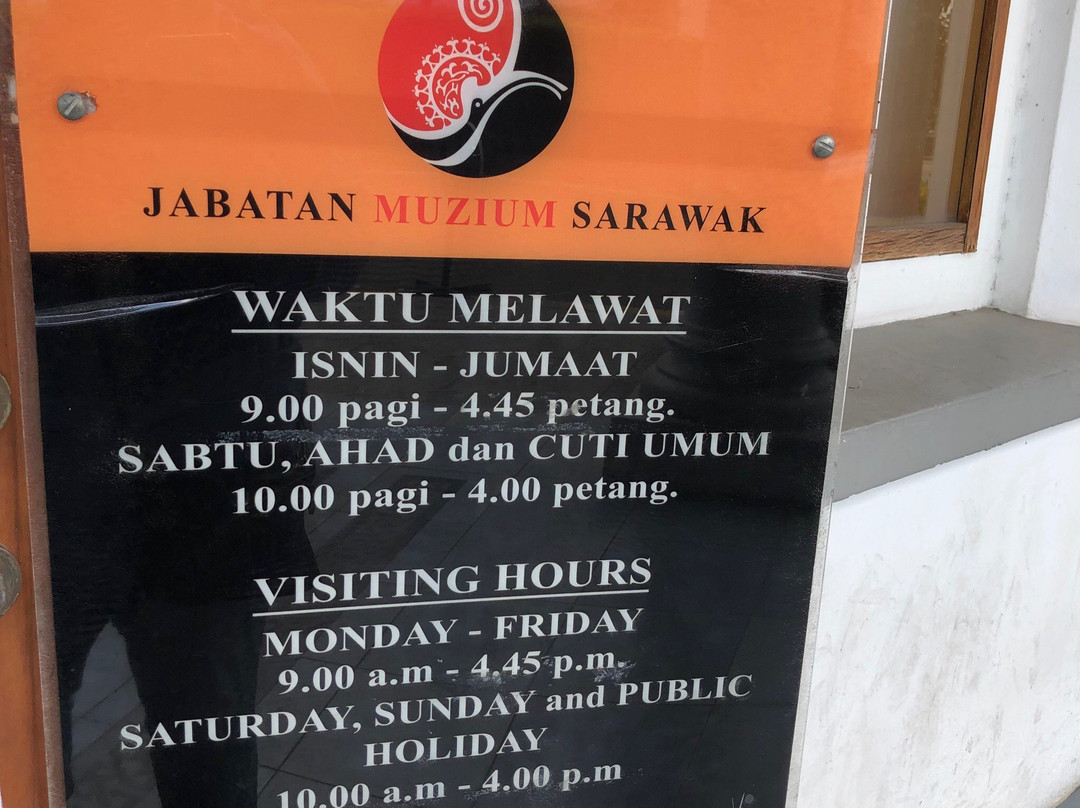 JABATAN MUZIUM SARAWAK
WAKTU MELAWAT
ISNIN - JUMAAT
9.00 pagi - 4.45 petang.
SABTU, AHAD dan CUTI UMUM
10.00 pagi - 4.00 petang.
VISITING HOURS
MONDAY - FRIDAY
9.00 a.m - 4.45 p.m.
SATURDAY, SUNDAY and PUBLIC
HOLIDAY
10.00 a.m - 4.00 p.m